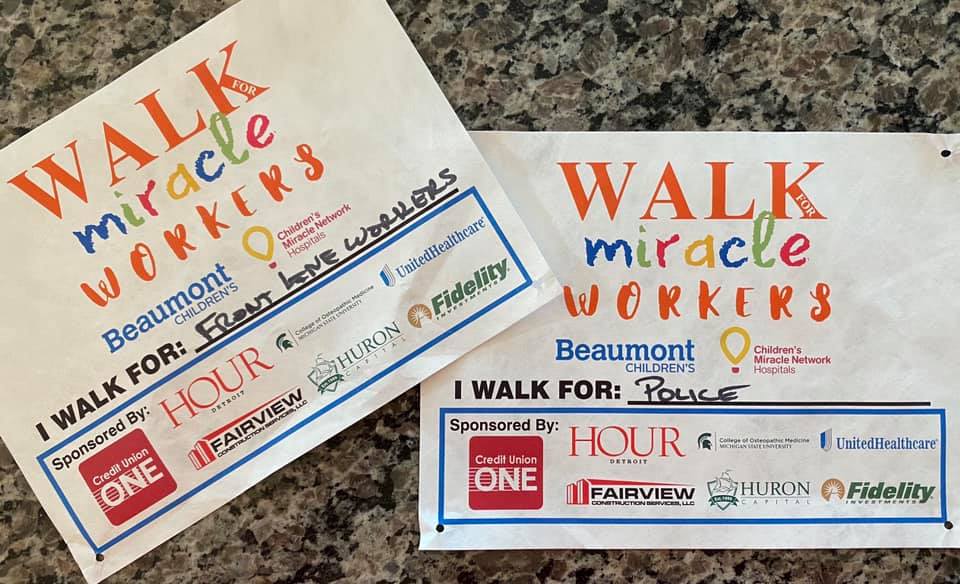 WALK FOR
miracle
WORKERS
Beaumont
CHILDREN'S
Children's
Miracle Network
Hospitals
I WALK FOR: FRONT LINE WORKERS
Sponsored By:
Credit Union
ONE
HOUR
DETROIT
College of Osteopathic Medicine
MICHIGAN STATE UNIVERSITY
UnitedHealthcare
FAIRVIEW
CONSTRUCTION SERVICES, LLC
HURON
CAPITAL
Fidelity
INVESTMENTS
WALK FOR
miracle
WORKERS
Beaumont
CHILDREN'S
Children's
Miracle Network
Hospitals
I WALK FOR: POLICE
Sponsored By:
Credit Union
ONE
HOUR
DETROIT
College of Osteopathic Medicine
MICHIGAN STATE UNIVERSITY
UnitedHealthcare
FAIRVIEW
CONSTRUCTION SERVICES, LLC
HURON
CAPITAL
Fidelity
INVESTMENTS